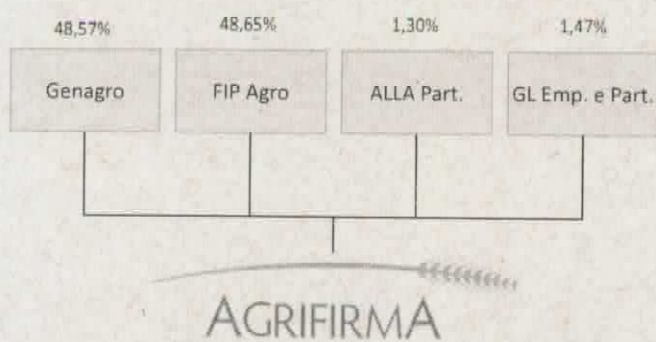 48,57% 48,65% 1,30% 1,47%
Genagro FIP Agro ALLA Part. GL Emp. e Part.
AGRIFIRMA